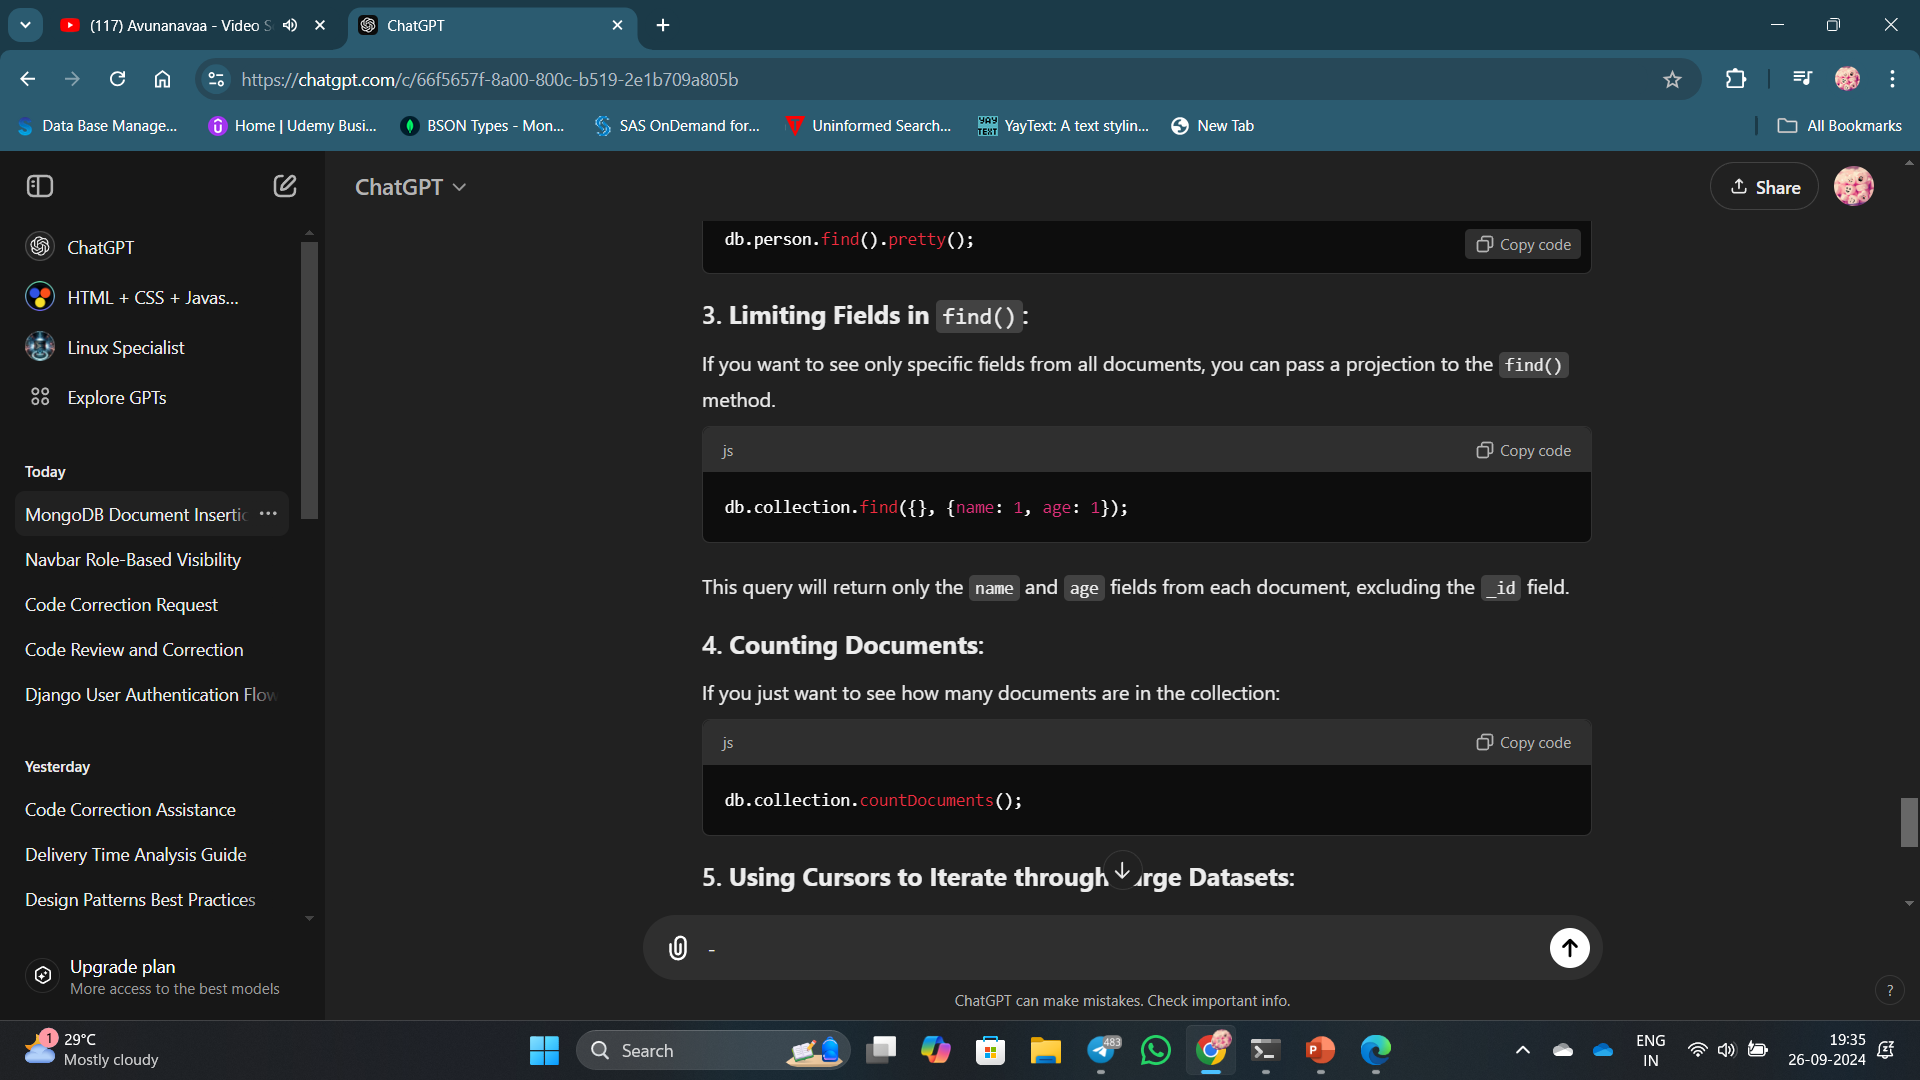 (117) Avunanavaa - Video S
ChatGPT
https://chatgpt.com/c/66f5657f-8a00-800c-b519-2e1b709a805b
Data Base Manage...
Home | Udemy Busi...
BSON Types - Mon...
SAS OnDemand for...
Uninformed Search...
YAY TEXT
YayText: A text stylin...
New Tab
All Bookmarks
ChatGPT
Share
ChatGPT
HTML + CSS + Javas...
Linux Specialist
Explore GPTs
Today
MongoDB Document Insertic
Navbar Role-Based Visibility
Code Correction Request
Code Review and Correction
Django User Authentication Flow
Yesterday
Code Correction Assistance
Delivery Time Analysis Guide
Design Patterns Best Practices
Upgrade plan
More access to the best models
db.person.find().pretty();
Copy code
3. Limiting Fields in find():
If you want to see only specific fields from all documents, you can pass a projection to the find()
method.
js
Copy code
db.collection.find({}, {name: 1, age: 1});
This query will return only the name and age fields from each document, excluding the _id field.
4. Counting Documents:
If you just want to see how many documents are in the collection:
js
Copy code
db.collection.countDocuments();
5. Using Cursors to Iterate through arge Datasets:
-
ChatGPT can make mistakes. Check important info.
?
1
29°C
Mostly cloudy
Search
483
P
ENG
IN
19:35
26-09-2024